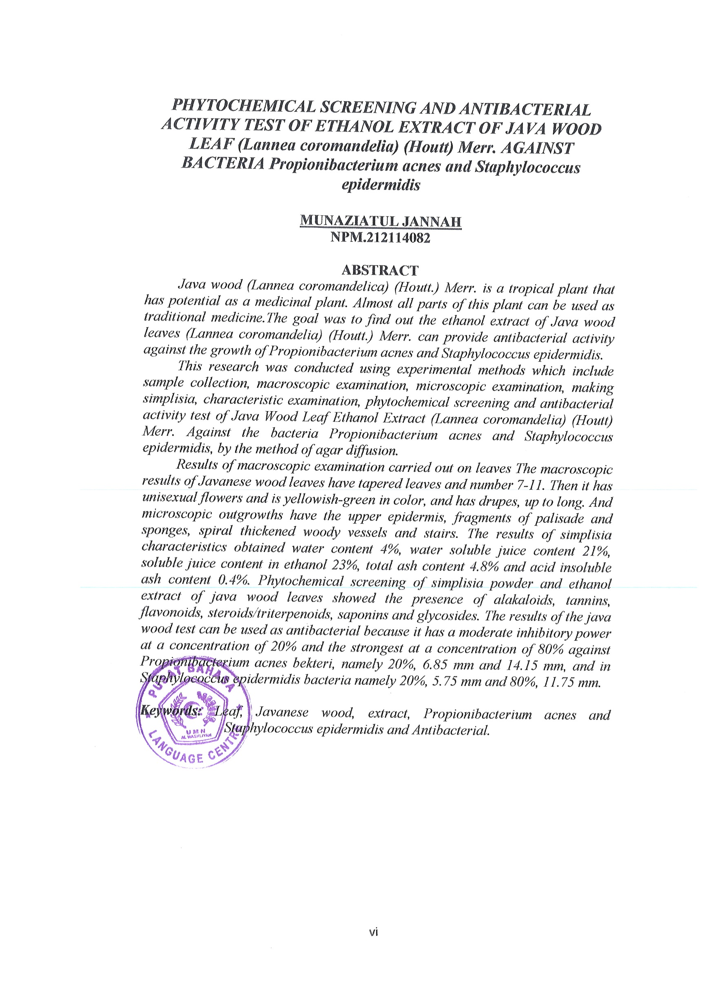 PHYTOCHEMICAL SCREENING AND ANTIBACTERIAL
ACTIVITY TEST OF ETHANOL EXTRACT OF JAVA WOOD
LEAF (Lannea coromandelia) (Houtt) Merr. AGAINST
BACTERIA Propionibacterium acnes and Staphylococcus
epidermidis
MUNAZIATUL JANNAH
NPM.212114082
ABSTRACT
Java wood (Lannea coromandelica) (Houtt.) Merr. is a tropical plant that
has potential as a medicinal plant. Almost all parts of this plant can be used as
traditional medicine.The goal was to find out the ethanol extract of Java wood
leaves (Lannea coromandelia) (Houtt.) Merr. can provide antibacterial activity
against the growth of Propionibacterium acnes and Staphylococcus epidermidis.
This research was conducted using experimental methods which include
sample collection, macroscopic examination, microscopic examination, making
simplisia, characteristic examination, phytochemical screening and antibacterial
activity test of Java Wood Leaf Ethanol Extract (Lannea coromandelia) (Houtt)
Merr. Against the bacteria Propionibacterium acnes and Staphylococcus
epidermidis, by the method of agar diffusion.
Results of macroscopic examination carried out on leaves The macroscopic
results of Javanese wood leaves have tapered leaves and number 7-11. Then it has
unisexual flowers and is yellowish-green in color, and has drupes, up to long. And
microscopic outgrowths have the upper epidermis, fragments of palisade and
sponges, spiral thickened woody vessels and stairs. The results of simplisia
characteristics obtained water content 4%, water soluble juice content 21%,
soluble juice content in ethanol 23%, total ash content 4.8% and acid insoluble
ash content 0.4%. Phytochemical screening of simplisia powder and ethanol
extract of java wood leaves showed the presence of alakaloids, tannins,
flavonoids, steroids/triterpenoids, saponins and glycosides. The results of the java
wood test can be used as antibacterial because it has a moderate inhibitory power
at a concentration of 20% and the strongest at a concentration of 80% against
Propionibacterium acnes bekteri, namely 20%, 6.85 mm and 14.15 mm, and in
Staphylococcus epidermidis bacteria namely 20%, 5.75 mm and 80%, 11.75 mm.
Keywords: Leaf, Javanese wood, extract, Propionibacterium acnes and
Staphylococcus epidermidis and Antibacterial.
PUSAT BAHASA
UMN
AL WASHLIYAH
LANGUAGE CENTRE
vi